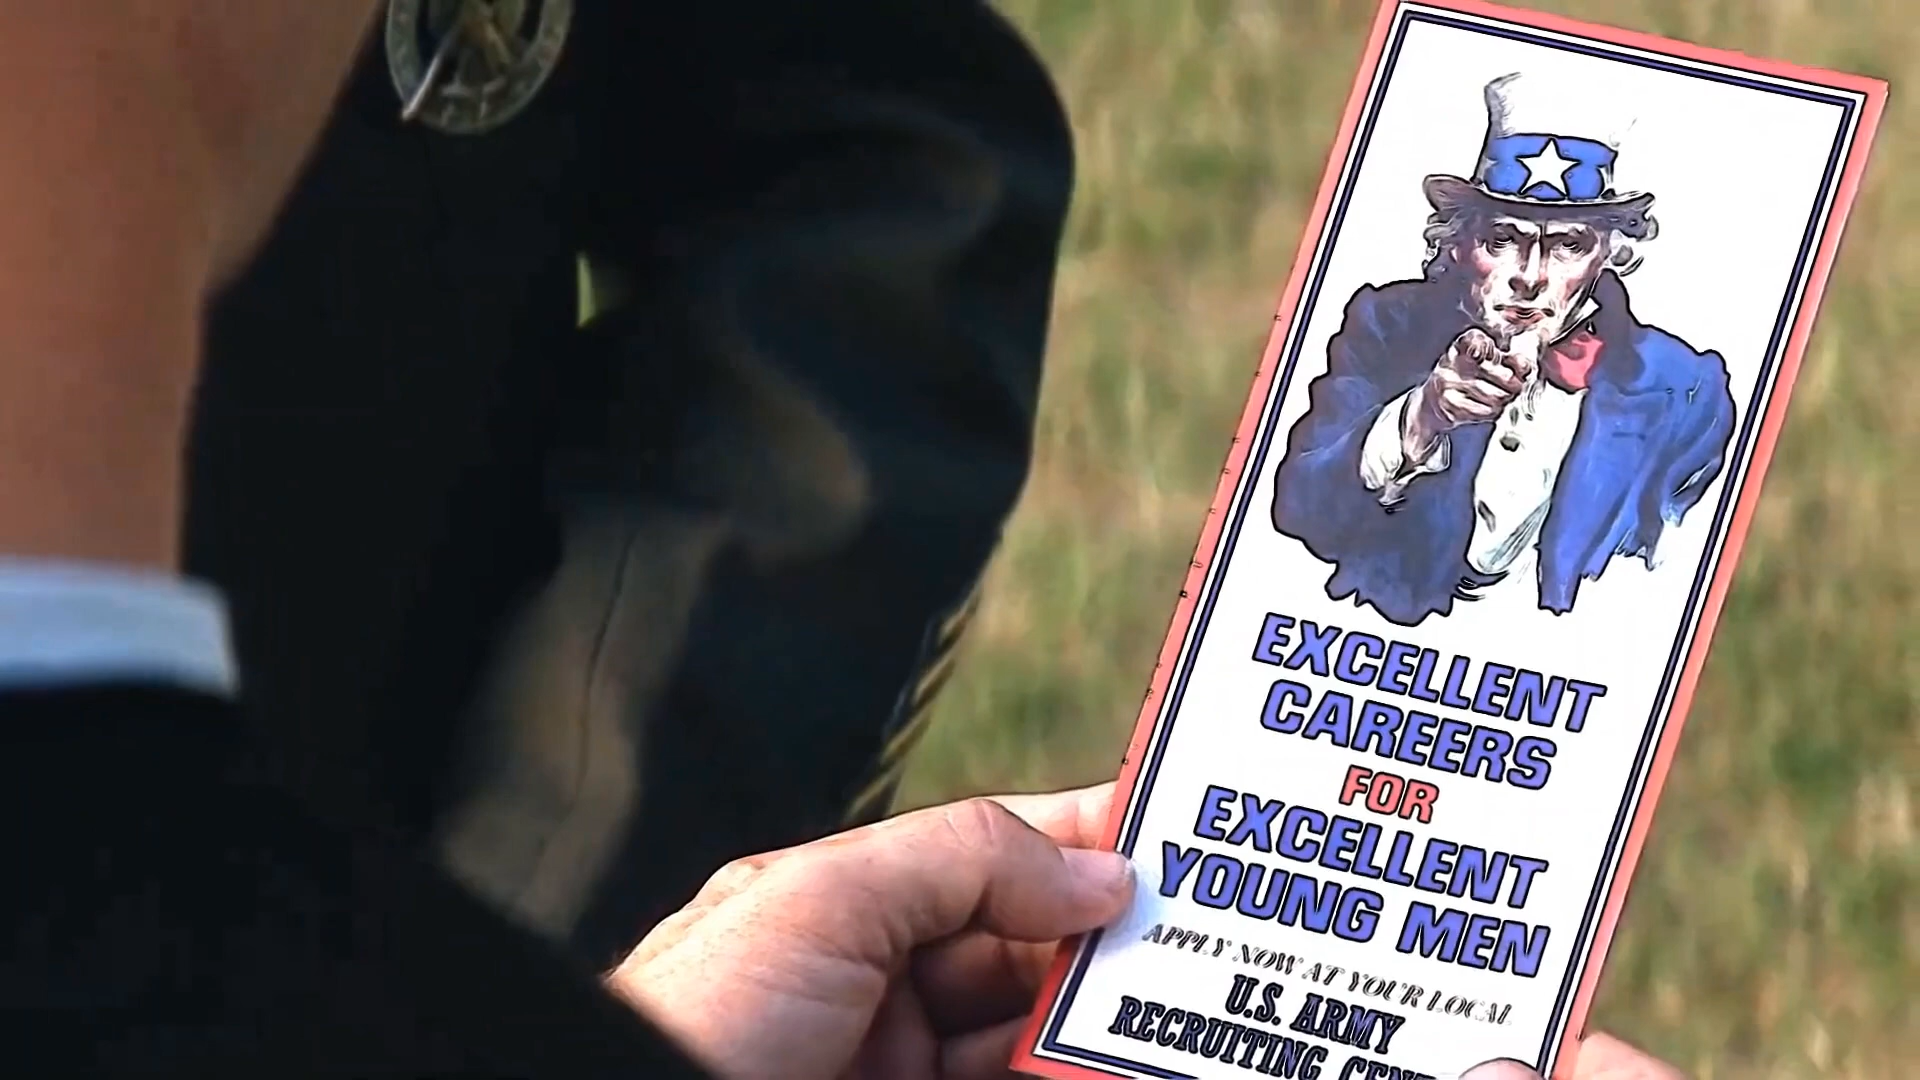 EXCELLENT
CAREERS
FOR
EXCELLENT
YOUNG MEN
APPLY NOW AT YOUR LOCAL
U.S. ARMY
RECRUITING